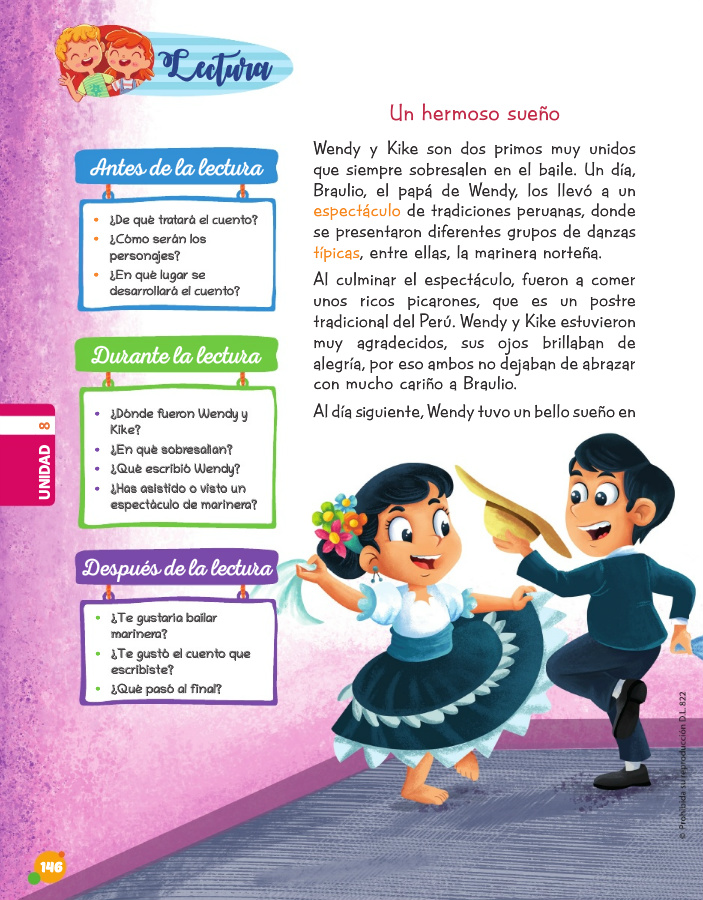 Lectura
Un hermoso sueño
Wendy y Kike son dos primos muy unidos
que siempre sobresalen en el baile. Un día,
Braulio, el papá de Wendy, los llevó a un
espectáculo de tradiciones peruanas, donde
se presentaron diferentes grupos de danzas
típicas, entre ellas, la marinera norteña.
Al culminar el espectáculo, fueron a comer
unos ricos picarones, que es un postre
tradicional del Perú. Wendy y Kike estuvieron
muy agradecidos, sus ojos brillaban de
alegría, por eso ambos no dejaban de abrazar
con mucho cariño a Braulio.
Al día siguiente, Wendy tuvo un bello sueño en
Antes de la lectura
• ¿De qué tratará el cuento?
• ¿Cómo serán los
personajes?
• ¿En qué lugar se
desarrollará el cuento?
Durante la lectura
• ¿Dónde fueron Wendy y
Kike?
• ¿En qué sobresalían?
• ¿Qué escribió Wendy?
• ¿Has asistido o visto un
espectáculo de marinera?
Después de la lectura
• ¿Te gustaría bailar
marinera?
• ¿Te gustó el cuento que
escribiste?
• ¿Qué pasó al final?
UNIDAD 8
146
© Prohibida su reproducción D.L. 822